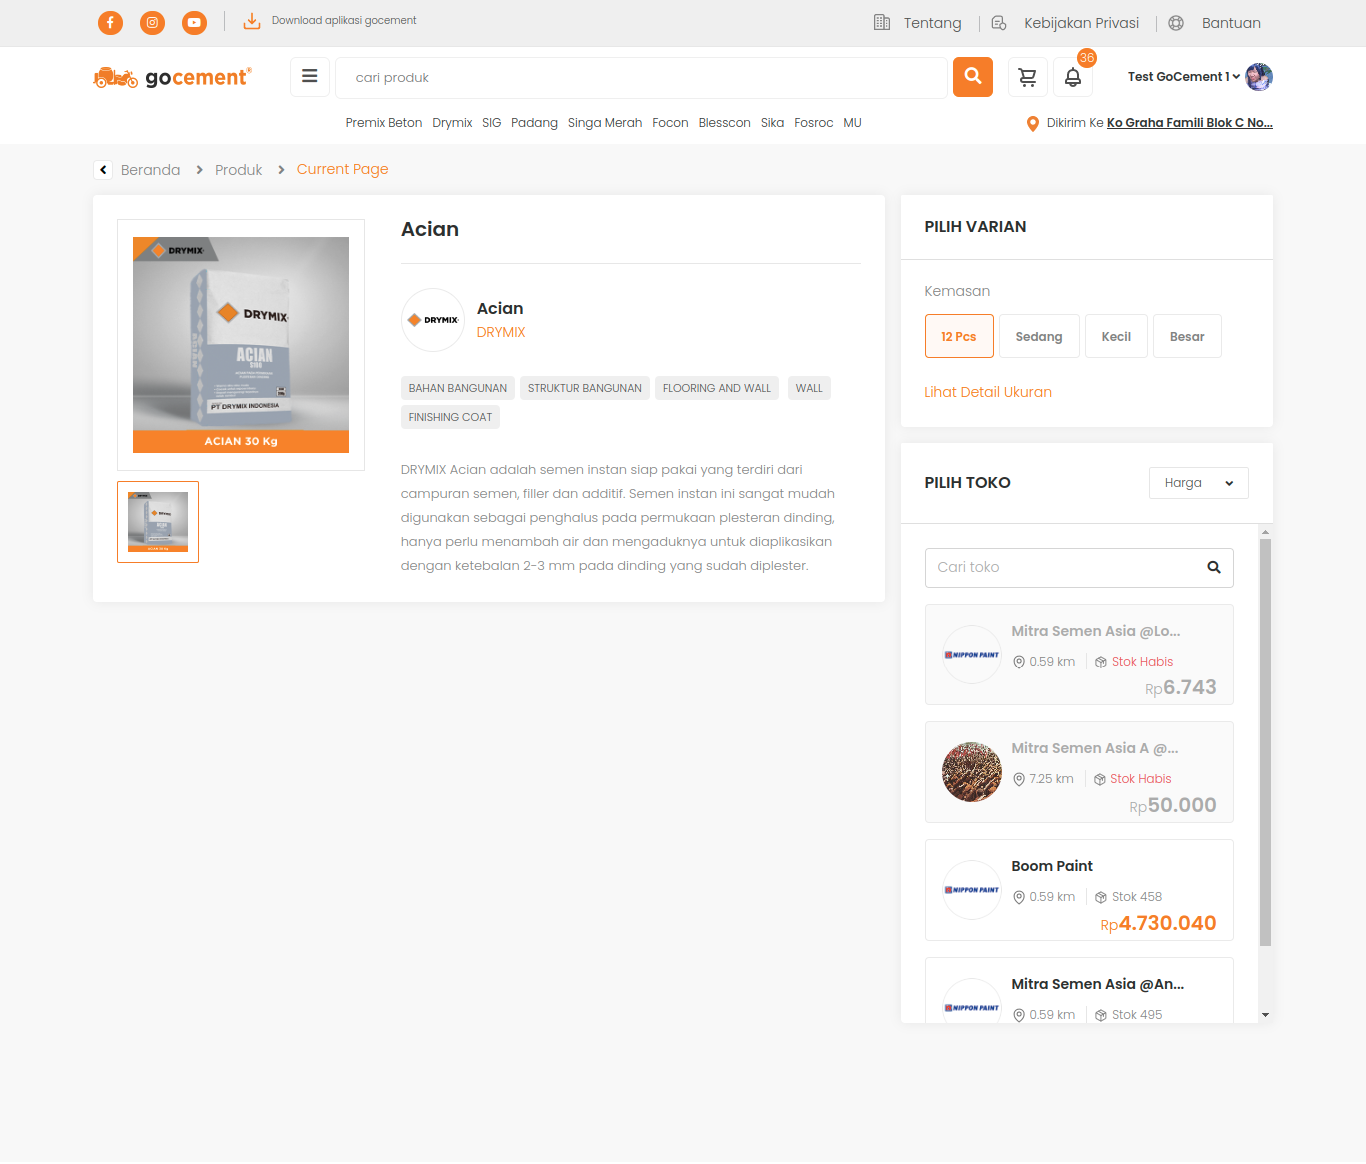 Download aplikasi gocement
Tentang
Kebijakan Privasi
Bantuan
gocement
cari produk
36
Test GoCement 1
Premix Beton Drymix SIG Padang Singa Merah Focon Blesscon Sika Fosroc MU
Dikirim Ke Ko Graha Famili Blok C No...
Beranda > Produk > Current Page
DRYMIX
DRYMIX
ACIAN
PT DRYMIX INDONESIA
ACIAN 30 Kg
Acian
DRYMIX
Acian
DRYMIX
BAHAN BANGUNAN STRUKTUR BANGUNAN FLOORING AND WALL WALL
FINISHING COAT
DRYMIX Acian adalah semen instan siap pakai yang terdiri dari
campuran semen, filler dan additif. Semen instan ini sangat mudah
digunakan sebagai penghalus pada permukaan plesteran dinding,
hanya perlu menambah air dan mengaduknya untuk diaplikasikan
dengan ketebalan 2-3 mm pada dinding yang sudah diplester.
PILIH VARIAN
Kemasan
12 Pcs Sedang Kecil Besar
Lihat Detail Ukuran
PILIH TOKO
Harga
Cari toko
NIPPON PAINT
Mitra Semen Asia @Lo...
0.59 km Stok Habis
Rp6.743
Mitra Semen Asia A @...
7.25 km Stok Habis
Rp50.000
NIPPON PAINT
Boom Paint
0.59 km Stok 458
Rp4.730.040
NIPPON PAINT
Mitra Semen Asia @An...
0.59 km Stok 495